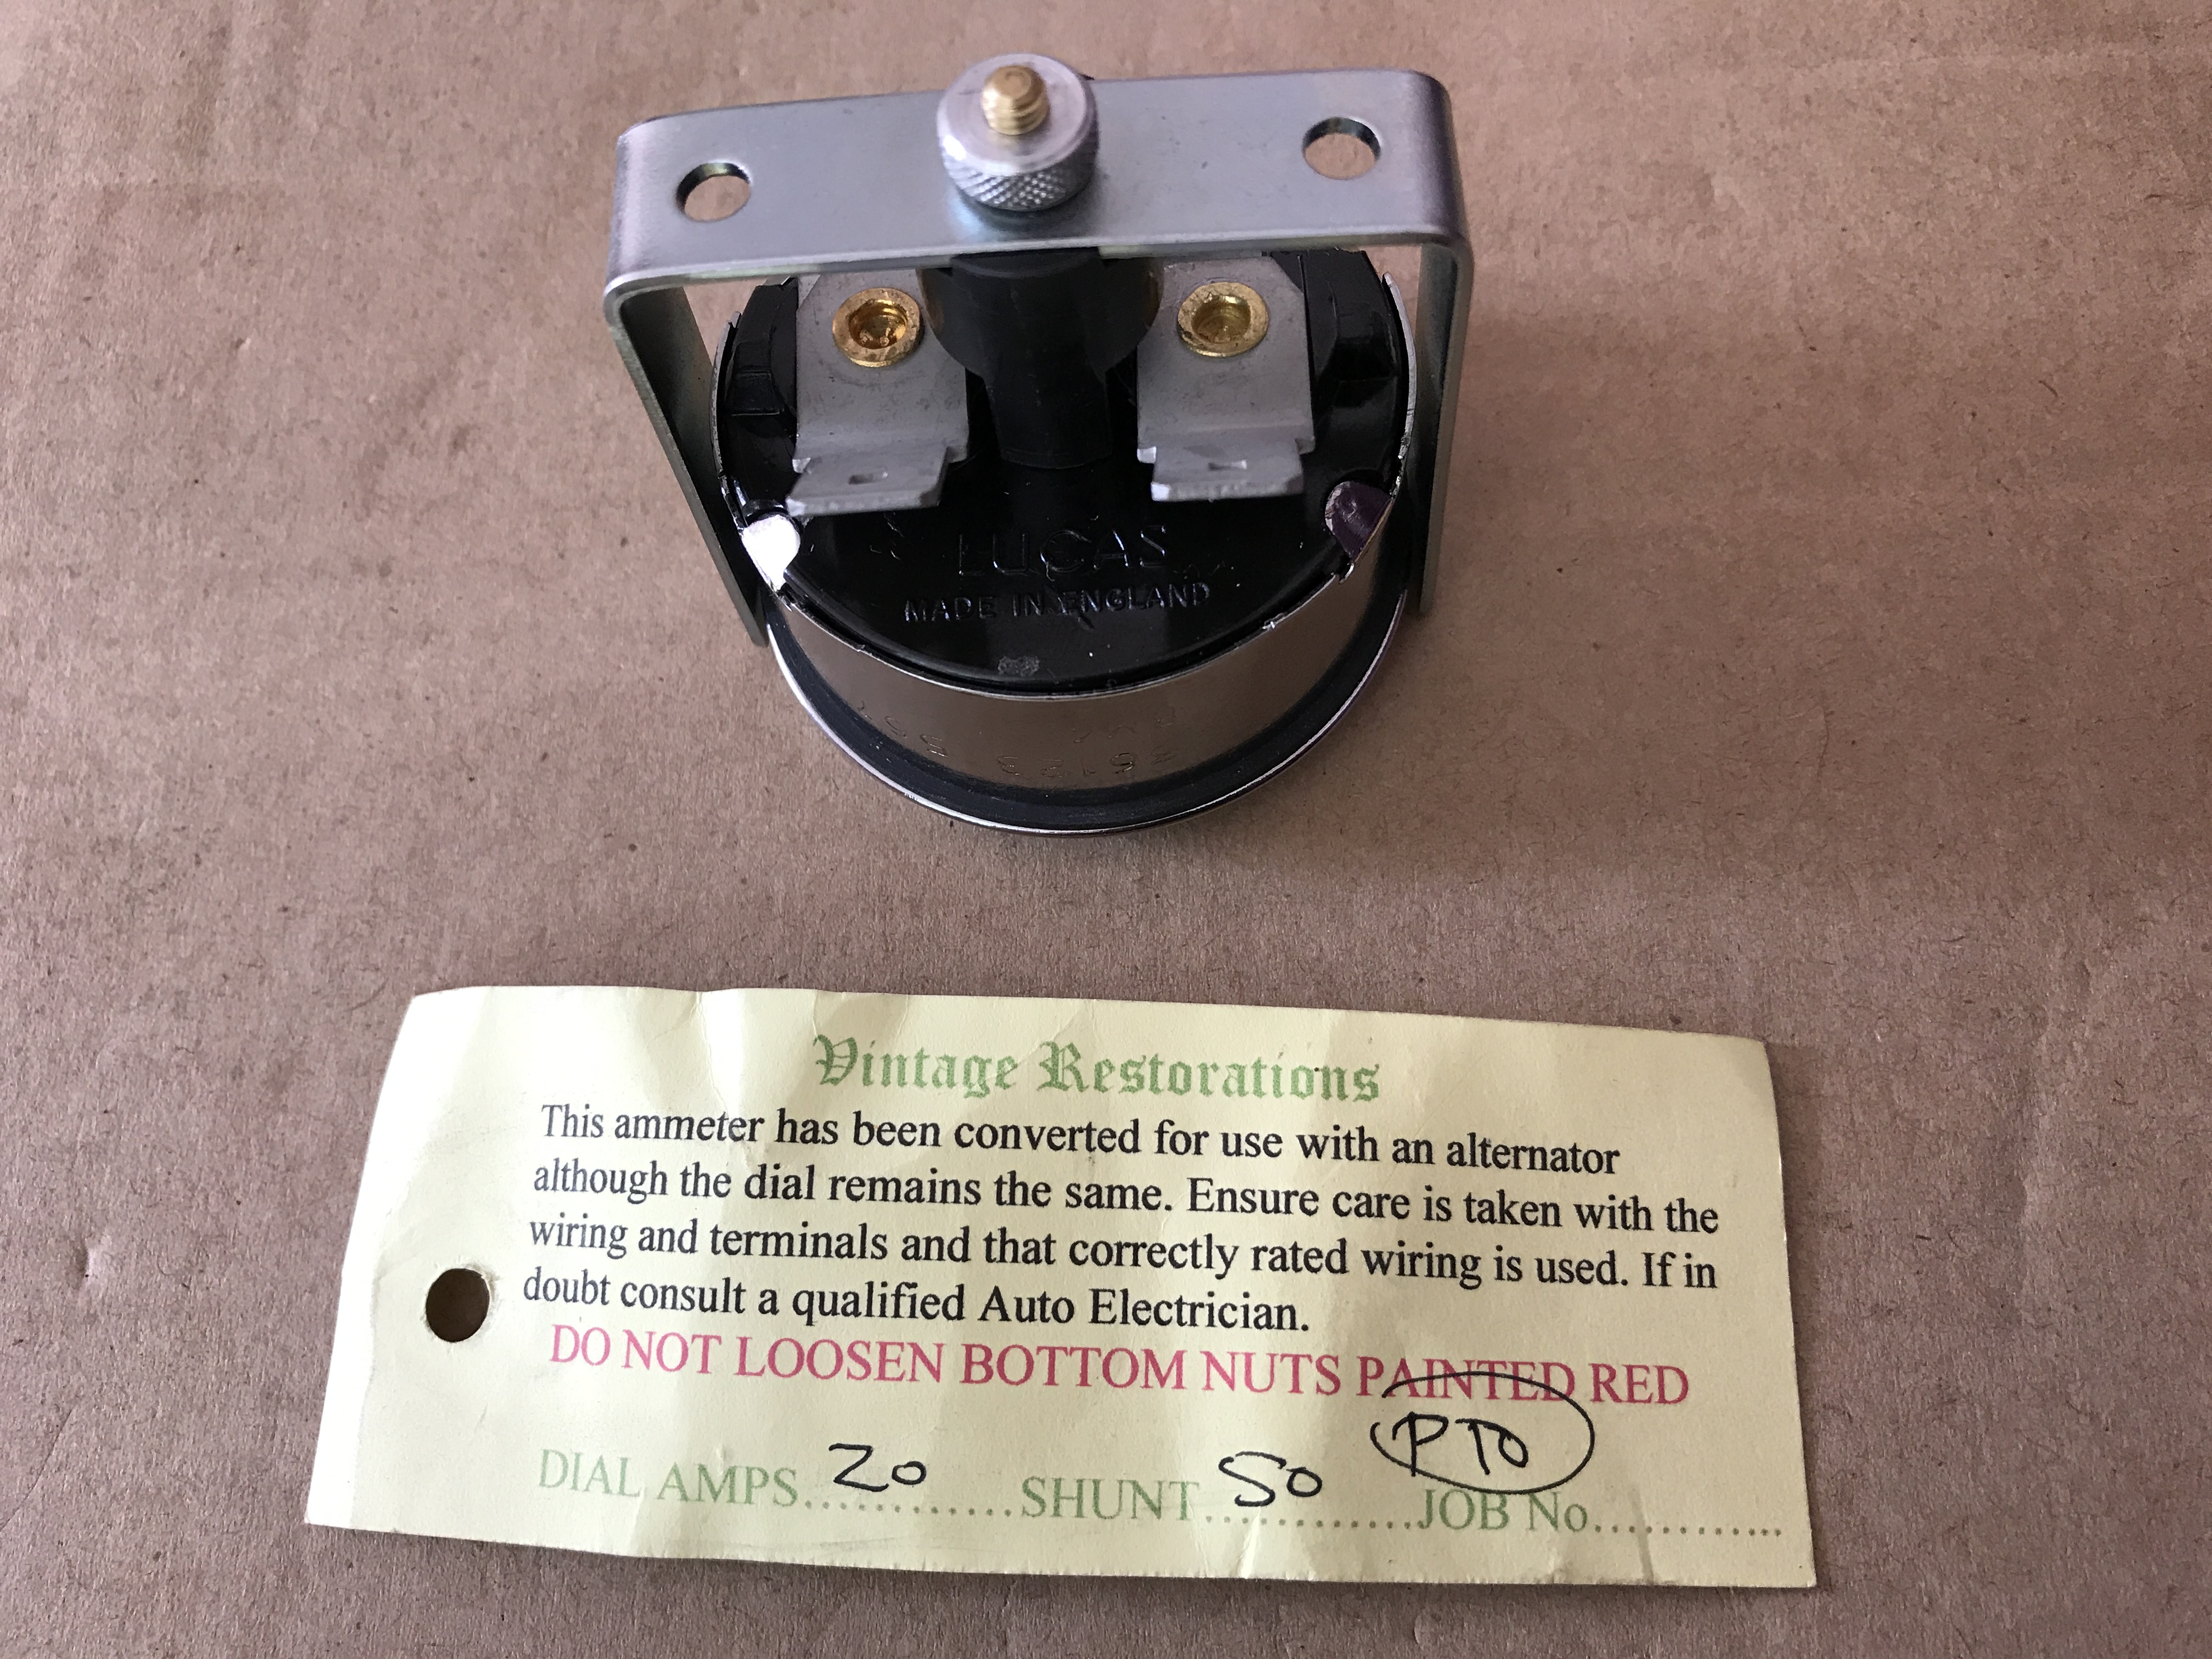 LUCAS
MADE IN ENGLAND
Vintage Restorations
This ammeter has been converted for use with an alternator
although the dial remains the same. Ensure care is taken with the
wiring and terminals and that correctly rated wiring is used. If in
doubt consult a qualified Auto Electrician.
DO NOT LOOSEN BOTTOM NUTS PAINTED RED
PTO
DIAL AMPS............20............SHUNT............50............JOB No............